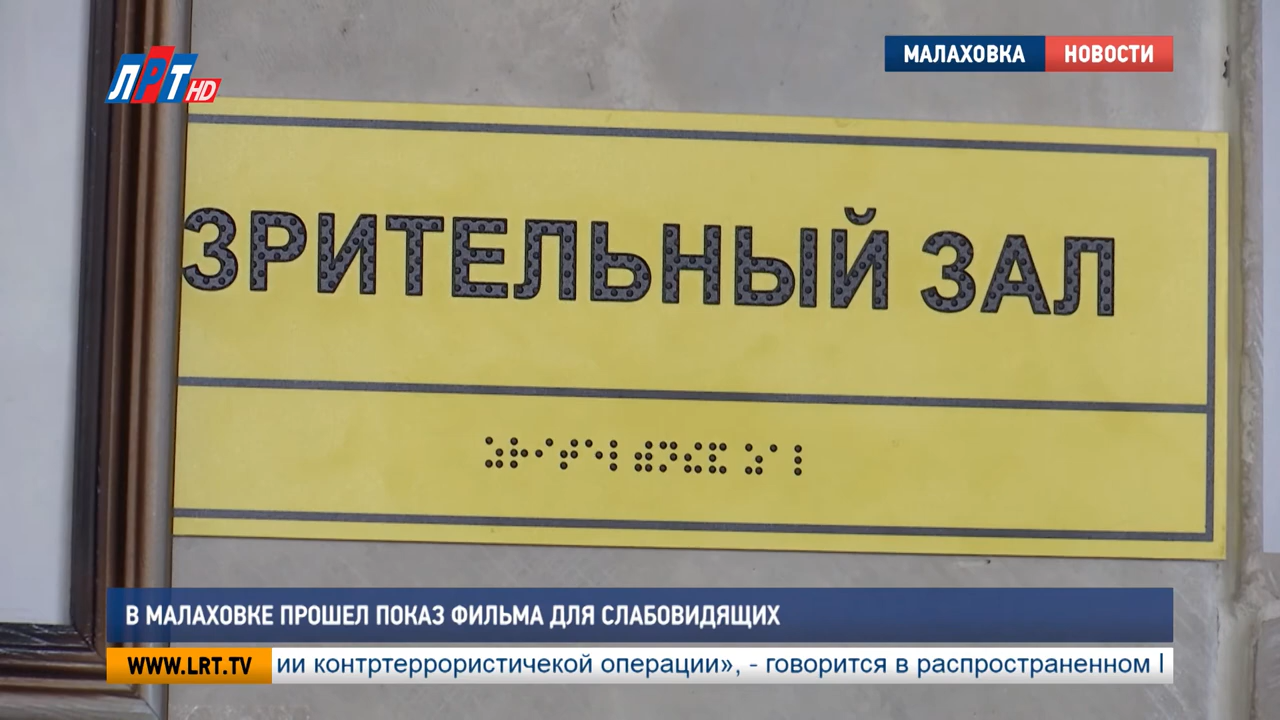 ЛРТ HD
МАЛАХОВКА НОВОСТИ
ЗРИТЕЛЬНЫЙ ЗАЛ
⠵⠗⠊⠞⠑⠇⠾⠝⠮⠯ ⠵⠁⠇
В МАЛАХОВКЕ ПРОШЕЛ ПОКАЗ ФИЛЬМА ДЛЯ СЛАБОВИДЯЩИХ
WWW.LRT.TV ии контртеррористичекой операции», - говорится в распространенном